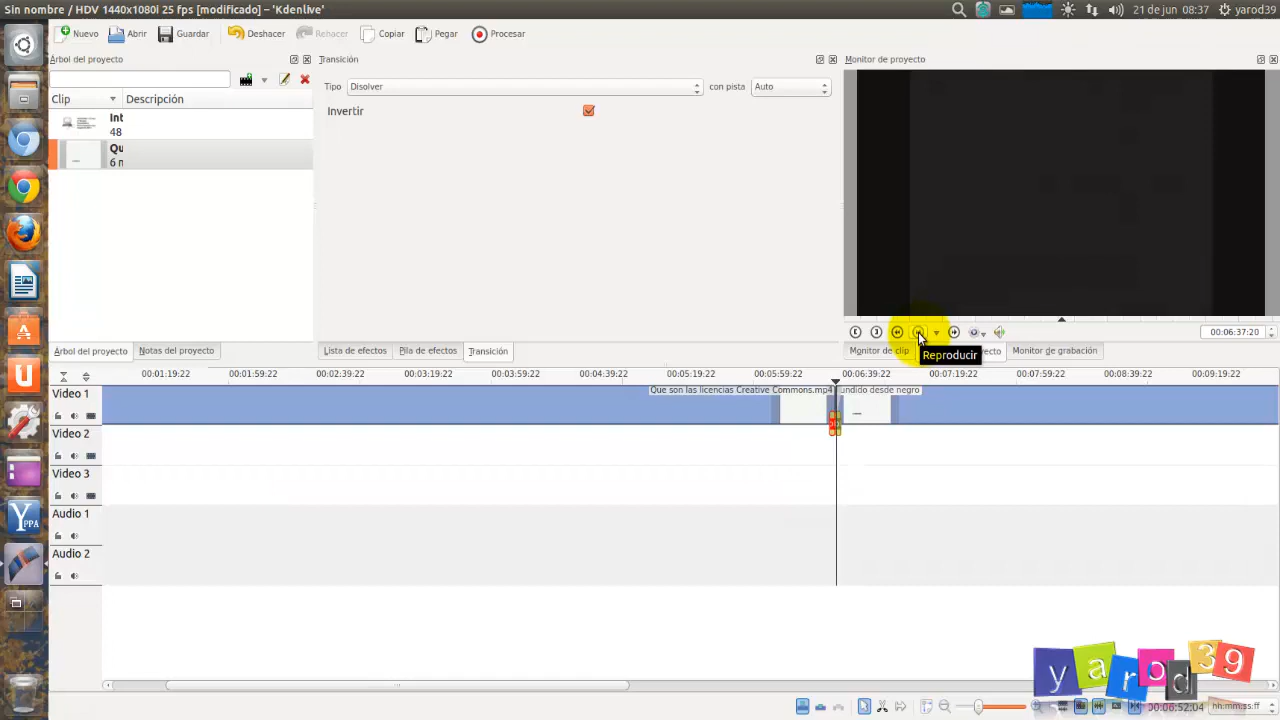 Sin nombre / HDV 1440x1080i 25 fps [modificado] – 'Kdenlive'
21 de jun 08:37
yarod39
Nuevo
Abrir
Guardar
Deshacer
Rehacer
Copiar
Pegar
Procesar
Árbol del proyecto
Transición
Monitor de proyecto
Clip
Descripción
Int
48
Qu
6 n
Tipo
Disolver
con pista
Auto
Invertir
00:06:37:20
Árbol del proyecto
Notas del proyecto
Lista de efectos
Pila de efectos
Transición
Monitor de clip
Reproducir
yecto
Monitor de grabación
00:01:19:22
00:01:59:22
00:02:39:22
00:03:19:22
00:03:59:22
00:04:39:22
00:05:19:22
00:05:59:22
00:06:39:22
00:07:19:22
00:07:59:22
00:08:39:22
00:09:19:22
Video 1
Que son las licencias Creative Commons.mp4
fundido desde negro
Video 2
Video 3
Audio 1
Audio 2
YPPA
yarod39
00:06:52:04
hh:mm:ss.ff